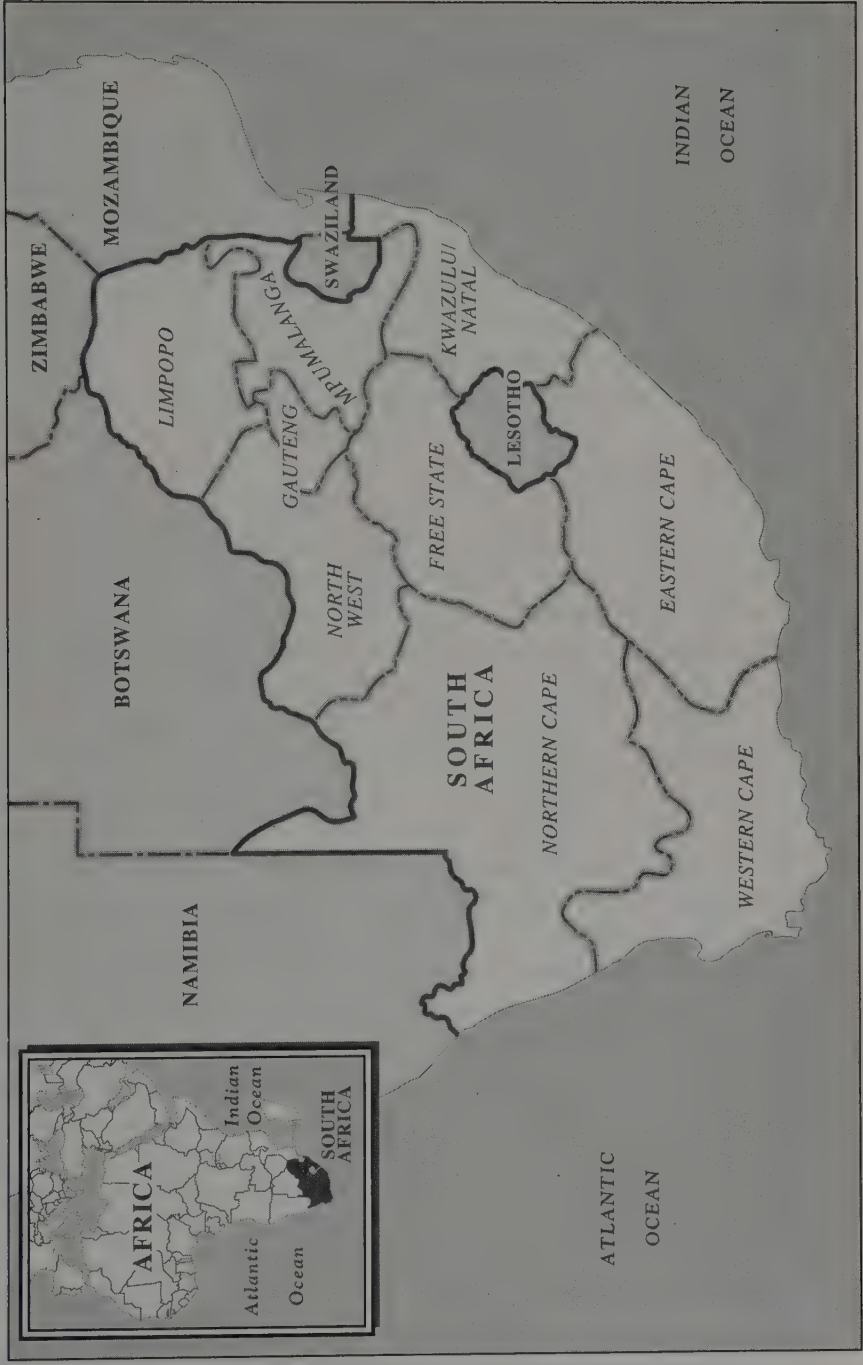 AFRICA
Atlantic
Ocean
Indian
Ocean
SOUTH
AFRICA
NAMIBIA
BOTSWANA
ZIMBABWE
MOZAMBIQUE
LIMPOPO
MPUMALANGA
SWAZILAND
GAUTENG
NORTH
WEST
FREE STATE
KWAZULU/
NATAL
LESOTHO
SOUTH
AFRICA
NORTHERN CAPE
EASTERN CAPE
WESTERN CAPE
ATLANTIC
OCEAN
INDIAN
OCEAN